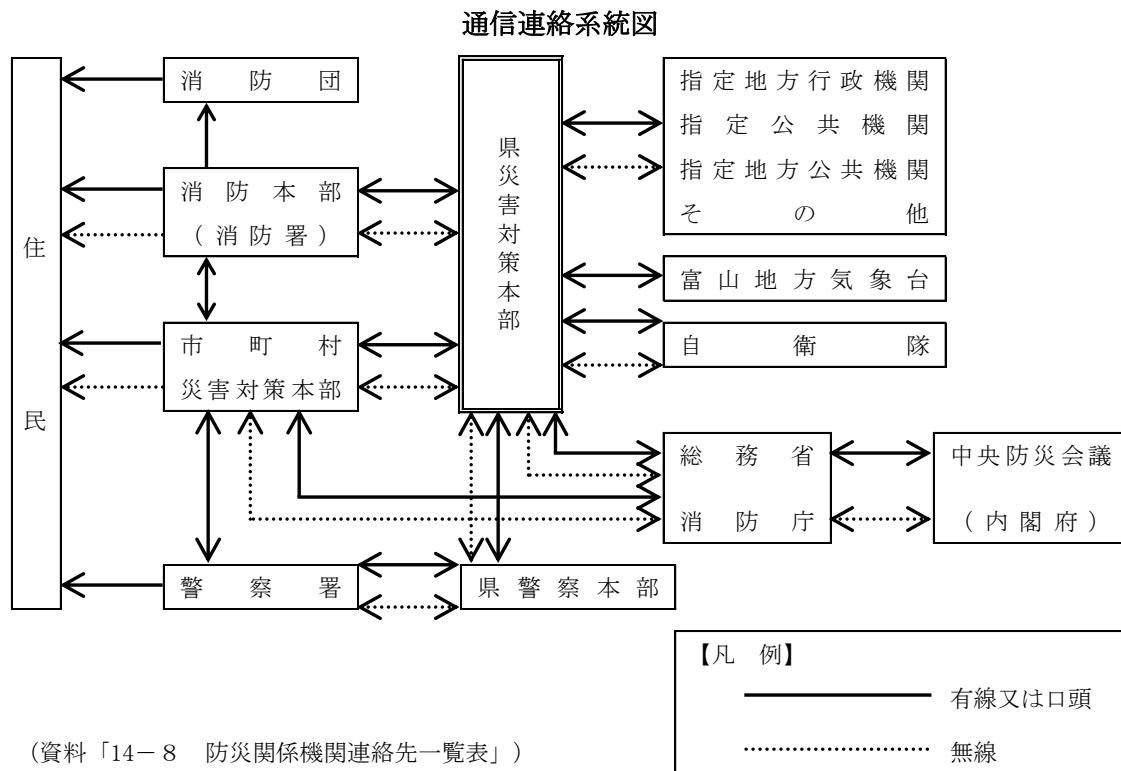 通信連絡系統図
消防団
消防本部
（消防署）
市町村
災害対策本部
警察署
住民
県災害対策本部
県警察本部
指定地方行政機関
指定公共機関
指定地方公共機関
その他
富山地方気象台
自衛隊
総務省
消防庁
中央防災会議
（内閣府）
【凡　例】
有線又は口頭
無線
（資料「14－8　防災関係機関連絡先一覧表」）